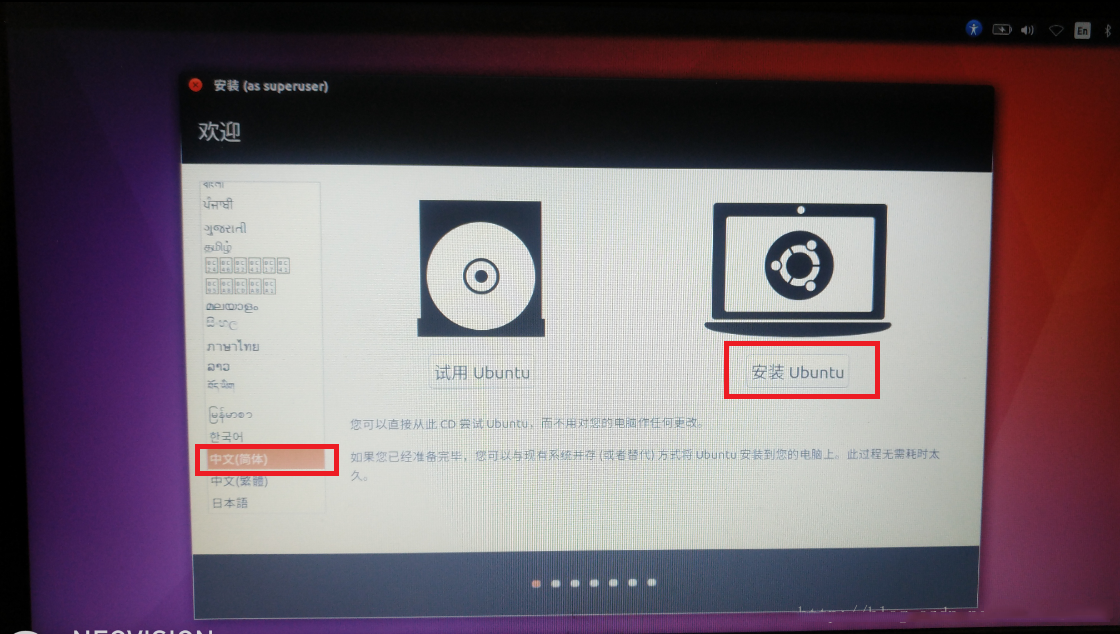 En
安装 (as superuser)
欢迎
ਪੰਜਾਬੀ
ગુજરાતી
தமிழ்
മലയാളം
සිංහල
ภาษาไทย
ລາວ
မြန်မာစာ
한국어
中文(简体)
中文(繁體)
日本語
试用 Ubuntu
安装 Ubuntu
您可以直接从此 CD 尝试 Ubuntu，而不用对您的电脑作任何更改。
如果您已经准备完毕，您可以与现有系统并存 (或者替代) 方式将 Ubuntu 安装到您的电脑上。此过程无需耗时太
久。